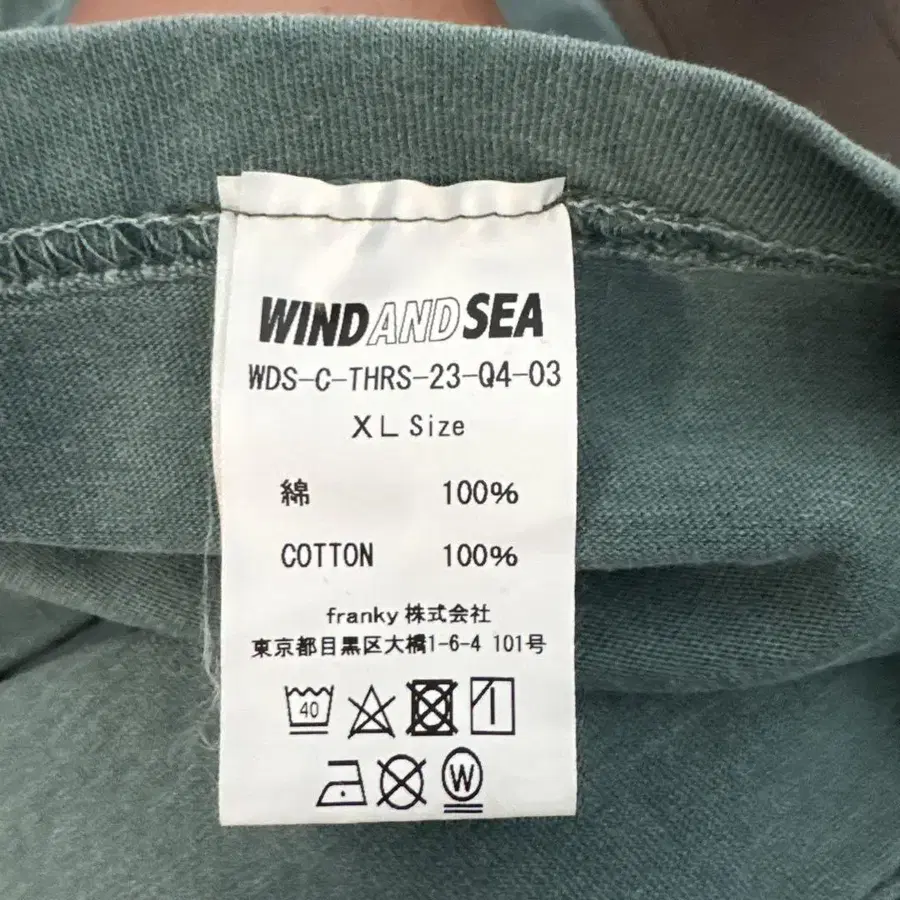 WINDANDSEA
WDS-C-THRS-23-Q4-03
XL Size
綿 100%
COTTON 100%
franky株式会社
東京都目黒区大橋1-6-4 101号
40
W